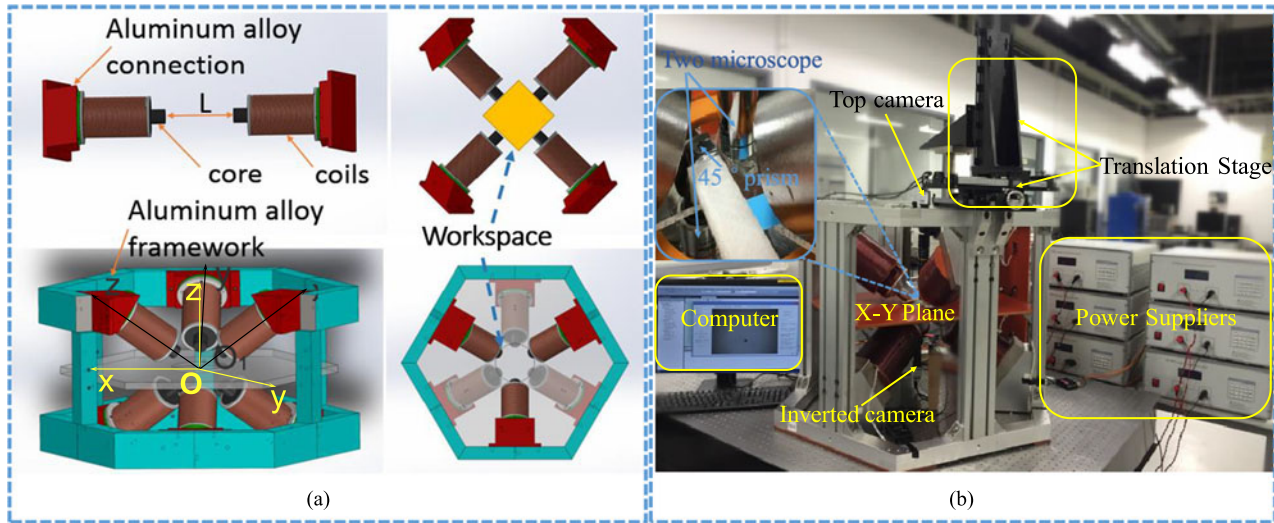 Aluminum alloy
connection
L
core
coils
Workspace
Aluminum alloy
framework
Z
x
O
y
(a)
Two microscope
45° prism
Top camera
Translation Stage
Computer
X-Y Plane
Power Suppliers
Inverted camera
(b)